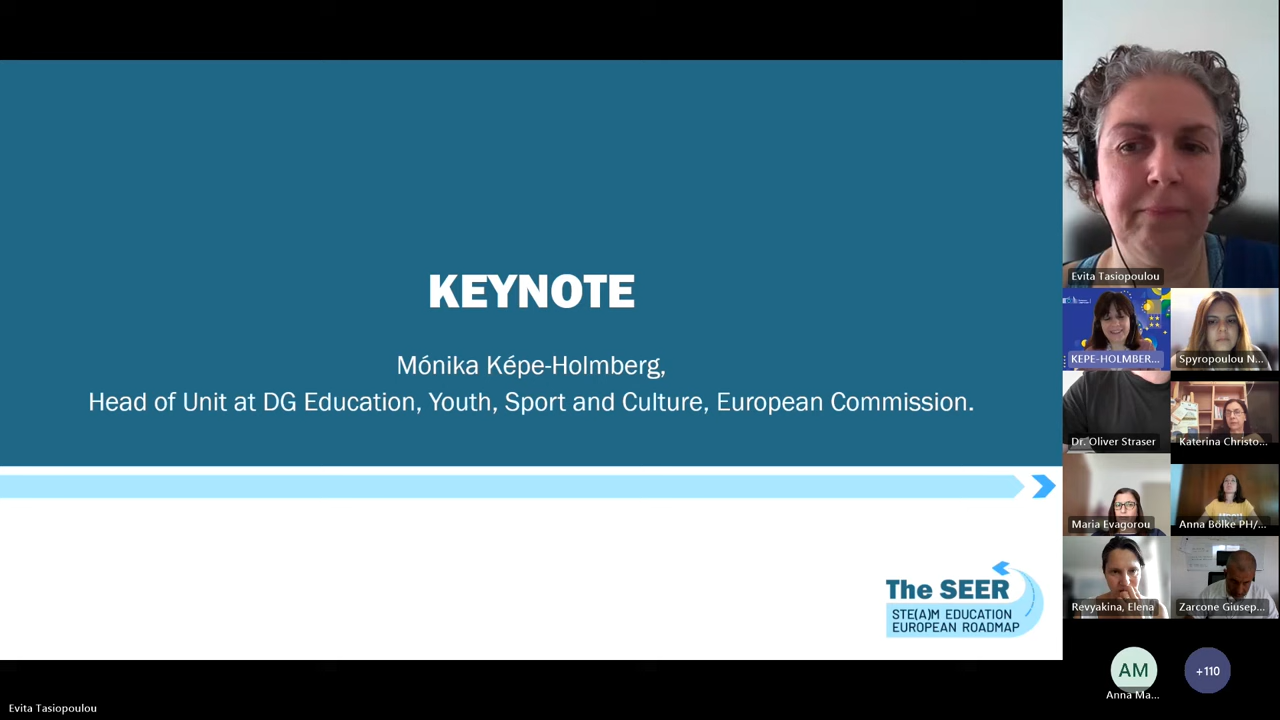 KEYNOTE
Mónika Képe-Holmberg,
Head of Unit at DG Education, Youth, Sport and Culture, European Commission.
The SEER
STE(A)M EDUCATION
EUROPEAN ROADMAP
Evita Tasiopoulou
KEPE-HOLMBER...
Spyropoulou N...
Dr. Oliver Straser
Katerina Christo...
Maria Evagorou
Anna Bölke PH/...
Revyakina, Elena
Zarcone Giusep...
AM
Anna Ma...
+110
Evita Tasiopoulou